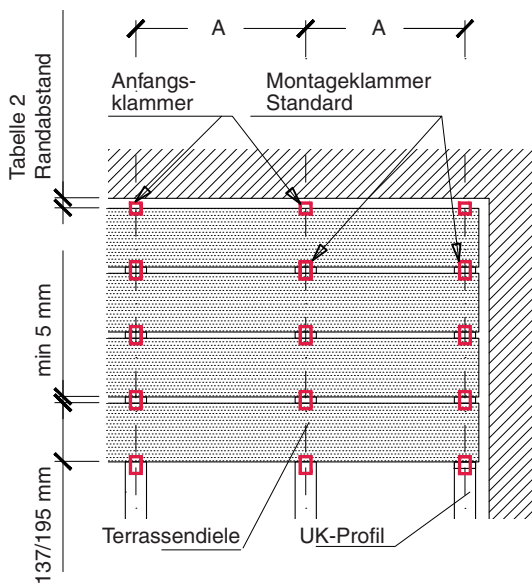 A
A
Anfangs-
klammer
Montageklammer
Standard
Tabelle 2
Randabstand
min 5 mm
137/195 mm
Terrassendiele
UK-Profil